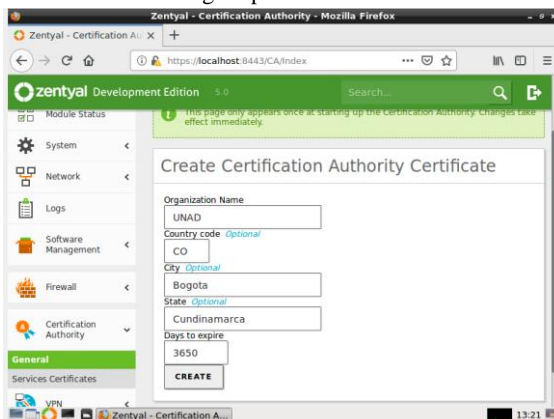 Zentyal - Certification Authority - Mozilla Firefox
Zentyal - Certification Au
https://localhost:8443/CA/Index
zentyal Development Edition 5.0 Search...
Module Status
This page only appears once at starting up the Certification Authority. Changes take
effect immediately.
System
Network
Logs
Software
Management
Firewall
Certification
Authority
General
Services Certificates
VPN
Create Certification Authority Certificate
Organization Name
UNAD
Country code Optional
CO
City Optional
Bogota
State Optional
Cundinamarca
Days to expire
3650
CREATE
Zentyal - Certification A...
13:21